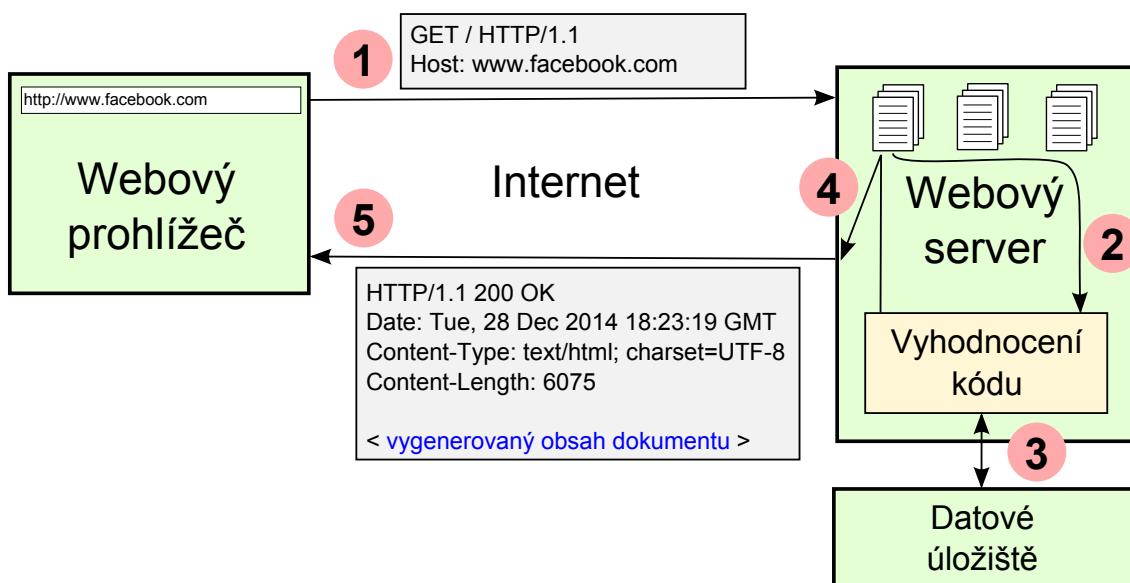 1
GET / HTTP/1.1
Host: www.facebook.com
http://www.facebook.com
Webový
prohlížeč
Internet
4
Webový
server
2
5
HTTP/1.1 200 OK
Date: Tue, 28 Dec 2014 18:23:19 GMT
Content-Type: text/html; charset=UTF-8
Content-Length: 6075
< vygenerovaný obsah dokumentu >
Vyhodnocení
kódu
3
Datové
úložiště